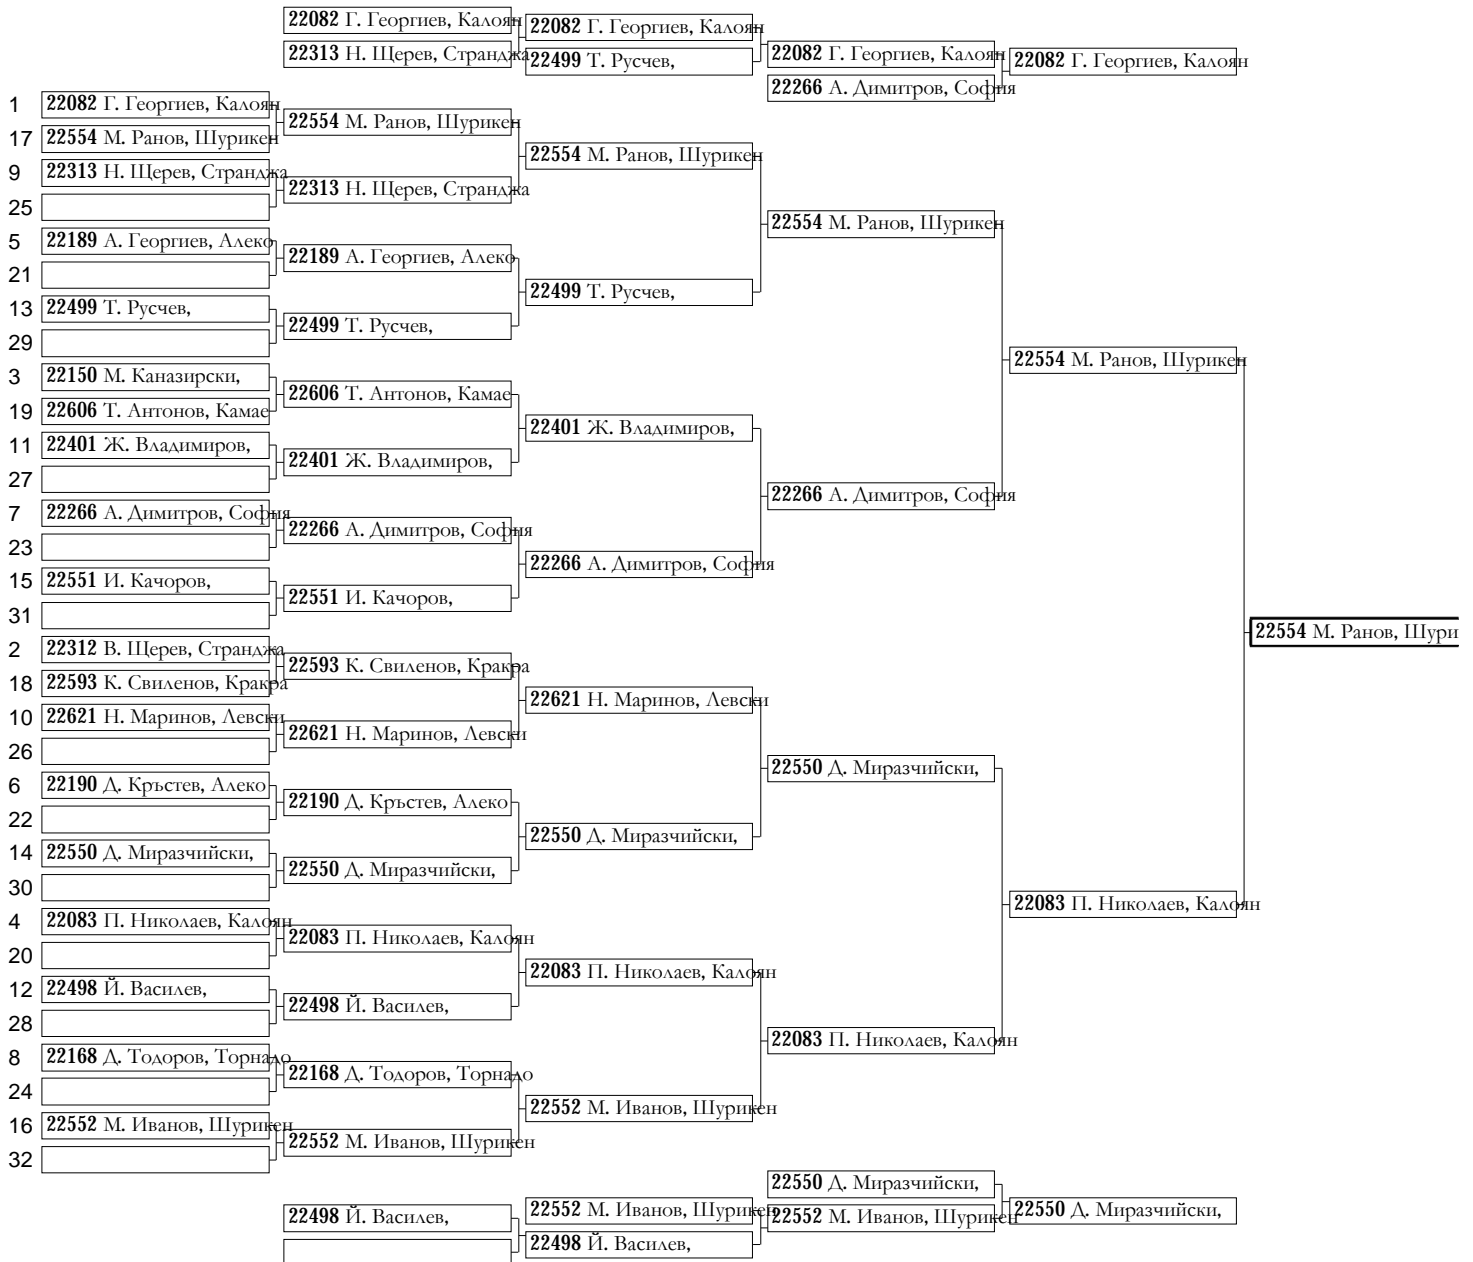 22082 Г. Георгиев, Калоян
22313 Н. Щерев, Странджа
22082 Г. Георгиев, Калоян
22499 Т. Русчев,
22082 Г. Георгиев, Калоян
22266 А. Димитров, София
22082 Г. Георгиев, Калоян
1 22082 Г. Георгиев, Калоян
17 22554 М. Ранов, Шурикен
9 22313 Н. Щерев, Странджа
25
5 22189 А. Георгиев, Алеко
21
13 22499 Т. Русчев,
29
3 22150 М. Каназирски,
19 22606 Т. Антонов, Камае
11 22401 Ж. Владимиров,
27
7 22266 А. Димитров, София
23
15 22551 И. Качоров,
31
2 22312 В. Щерев, Странджа
18 22593 К. Свиленов, Кракра
10 22621 Н. Маринов, Левски
26
6 22190 Д. Кръстев, Алеко
22
14 22550 Д. Миразчийски,
30
4 22083 П. Николаев, Калоян
20
12 22498 Й. Василев,
28
8 22168 Д. Тодоров, Торнадо
24
16 22552 М. Иванов, Шурикен
32
22554 М. Ранов, Шурикен
22313 Н. Щерев, Странджа
22189 А. Георгиев, Алеко
22499 Т. Русчев,
22606 Т. Антонов, Камае
22401 Ж. Владимиров,
22266 А. Димитров, София
22551 И. Качоров,
22593 К. Свиленов, Кракра
22621 Н. Маринов, Левски
22190 Д. Кръстев, Алеко
22550 Д. Миразчийски,
22083 П. Николаев, Калоян
22498 Й. Василев,
22168 Д. Тодоров, Торнадо
22552 М. Иванов, Шурикен
22554 М. Ранов, Шурикен
22499 Т. Русчев,
22401 Ж. Владимиров,
22266 А. Димитров, София
22621 Н. Маринов, Левски
22550 Д. Миразчийски,
22083 П. Николаев, Калоян
22552 М. Иванов, Шурикен
22554 М. Ранов, Шурикен
22266 А. Димитров, София
22550 Д. Миразчийски,
22083 П. Николаев, Калоян
22554 М. Ранов, Шурикен
22083 П. Николаев, Калоян
22554 М. Ранов, Шури
22498 Й. Василев,
22552 М. Иванов, Шурикен
22498 Й. Василев,
22550 Д. Миразчийски,
22552 М. Иванов, Шурикен
22550 Д. Миразчийски,